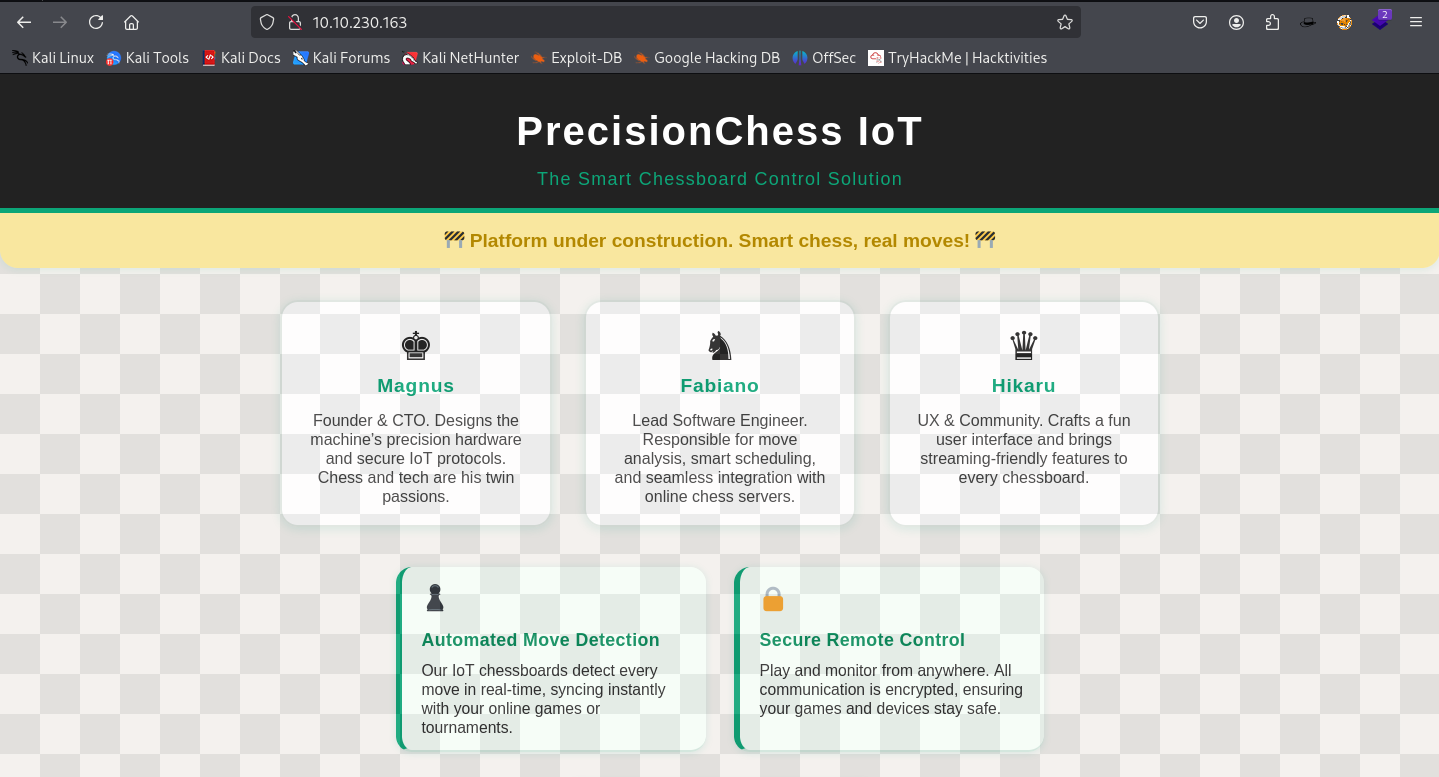 10.10.230.163
2
Kali Linux Kali Tools Kali Docs Kali Forums Kali NetHunter Exploit-DB Google Hacking DB OffSec TryHackMe | Hacktivities
PrecisionChess IoT
The Smart Chessboard Control Solution
🚧 Platform under construction. Smart chess, real moves! 🚧
Magnus
Founder & CTO. Designs the
machine's precision hardware
and secure IoT protocols.
Chess and tech are his twin
passions.
Fabiano
Lead Software Engineer.
Responsible for move
analysis, smart scheduling,
and seamless integration with
online chess servers.
Hikaru
UX & Community. Crafts a fun
user interface and brings
streaming-friendly features to
every chessboard.
Automated Move Detection
Our IoT chessboards detect every
move in real-time, syncing instantly
with your online games or
tournaments.
Secure Remote Control
Play and monitor from anywhere. All
communication is encrypted, ensuring
your games and devices stay safe.